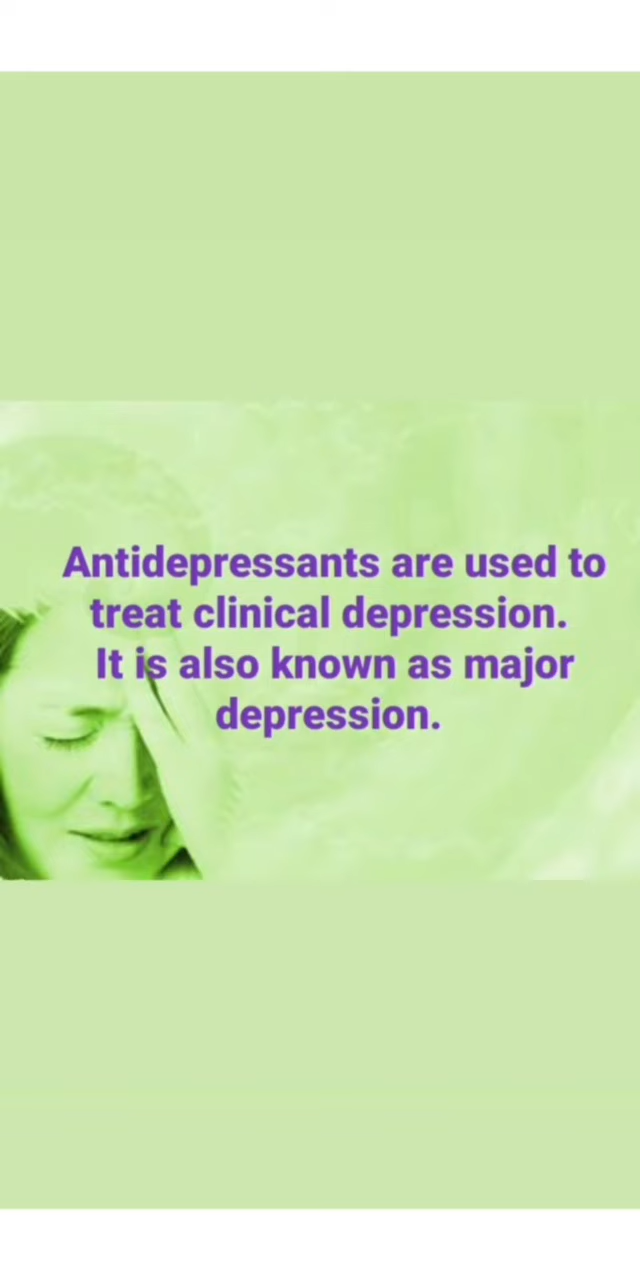 Antidepressants are used to
treat clinical depression.
It is also known as major
depression.